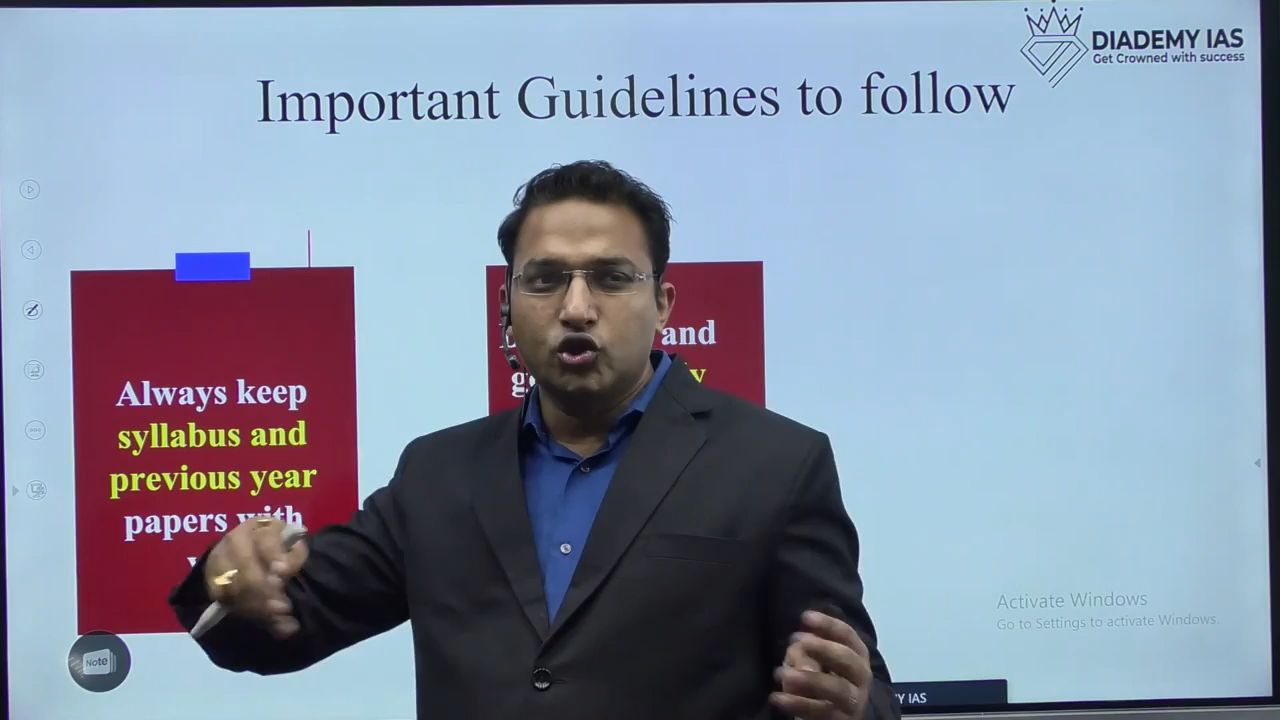 DIADEMY IAS
Get Crowned with success
Important Guidelines to follow
Always keep
syllabus and
previous year
papers with
and
Activate Windows
Go to Settings to activate Windows.
Note
IAS